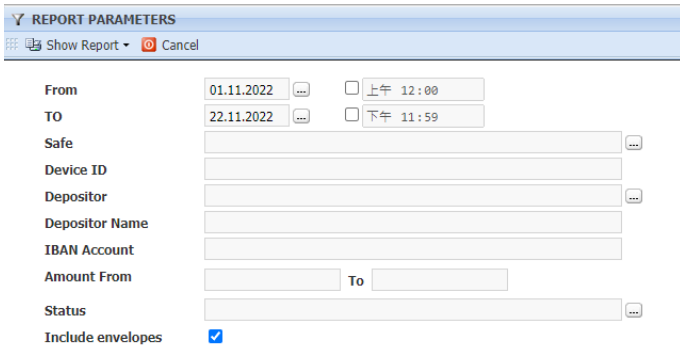 REPORT PARAMETERS
Show Report Cancel
From 01.11.2022 ... 上午 12:00
TO 22.11.2022 ... 下午 11:59
Safe ...
Device ID
Depositor ...
Depositor Name
IBAN Account
Amount From To
Status ...
Include envelopes